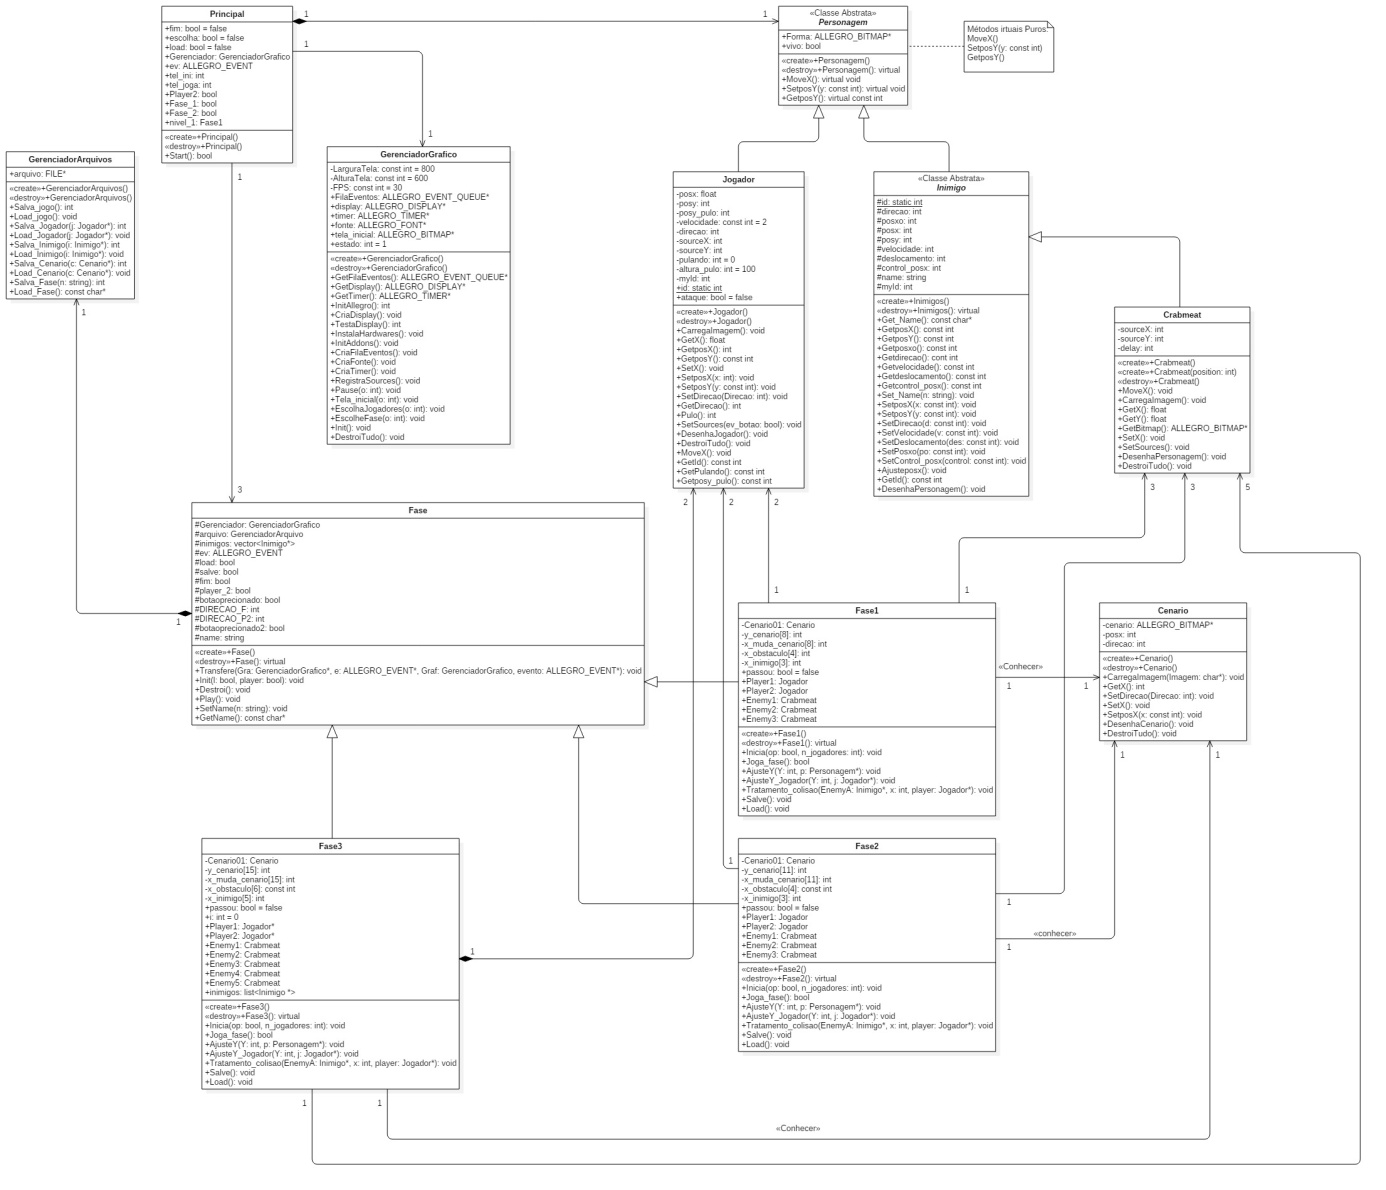 Principal
+fim: bool = false
+escolha: bool = false
+load: bool = false
+Gerenciador: GerenciadorGrafico
+ev: ALLEGRO_EVENT
+tel_ini: int
+tel_joga: int
+Player2: bool
+Fase_1: bool
+Fase_2: bool
+nivel_1: Fase1
«create»+Principal()
«destroy»+Principal()
+Start(): bool
1
1
1
1
1
3
«Classe Abstrata»
Personagem
+Forma: ALLEGRO_BITMAP*
+vivo: bool
«create»+Personagem()
«destroy»+Personagem(): virtual
+MoveX(): virtual void
+SetposY(y: const int): virtual void
+GetposY(): virtual const int
Métodos irtuais Puros:
MoveX()
SetposY(y: const int)
GetposY()
GerenciadorArquivos
+arquivo: FILE*
«create»+GerenciadorArquivos()
«destroy»+GerenciadorArquivos()
+Salva_jogo(): int
+Load_jogo(): void
+Salva_Jogador(j: Jogador*): int
+Load_Jogador(j: Jogador*): void
+Salva_Inimigo(i: Inimigo*): int
+Load_Inimigo(i: Inimigo*): void
+Salva_Cenario(c: Cenario*): int
+Load_Cenario(c: Cenario*): void
+Salva_Fase(n: string): int
+Load_Fase(): const char*
1
1
GerenciadorGrafico
-LarguraTela: const int = 800
-AlturaTela: const int = 600
-FPS: const int = 30
+FilaEventos: ALLEGRO_EVENT_QUEUE*
+display: ALLEGRO_DISPLAY*
+timer: ALLEGRO_TIMER*
+fonte: ALLEGRO_FONT*
+tela_inicial: ALLEGRO_BITMAP*
+estado: int = 1
«create»+GerenciadorGrafico()
«destroy»+GerenciadorGrafico()
+GetFilaEventos(): ALLEGRO_EVENT_QUEUE*
+GetDisplay(): ALLEGRO_DISPLAY*
+GetTimer(): ALLEGRO_TIMER*
+InitAllegro(): int
+CriaDisplay(): void
+TestaDisplay(): int
+InstalaHardwares(): void
+InitAddons(): void
+CriaFilaEventos(): void
+CriaFonte(): void
+CriaTimer(): void
+RegistraSources(): void
+Pause(o: int): void
+Tela_inicial(o: int): void
+EscolhaJogadores(o: int): void
+EscolheFase(o: int): void
+Init(): void
+DestroiTudo(): void
Jogador
-posx: float
-posy: int
-posy_pulo: int
-velocidade: const int = 2
-direcao: int
-sourceX: int
-sourceY: int
-pulando: int = 0
-altura_pulo: int = 100
-myId: int
+id: static int
+ataque: bool = false
«create»+Jogador()
«destroy»+Jogador()
+CarregaImagem(): void
+GetX(): float
+GetposX(): int
+GetposY(): const int
+SetX(): void
+SetposX(x: int): void
+SetposY(y: const int): void
+SetDirecao(Direcao: int): void
+GetDirecao(): int
+Pulo(): int
+SetSources(ev_botao: bool): void
+DesenhaJogador(): void
+DestroiTudo(): void
+MoveX(): void
+GetId(): const int
+GetPulando(): const int
+Getposy_pulo(): const int
2
2
2
«Classe Abstrata»
Inimigo
#id: static int
#direcao: int
#posxo: int
#posx: int
#posy: int
#velocidade: int
#deslocamento: int
#control_posx: int
#name: string
#myId: int
«create»+Inimigos()
«destroy»+Inimigos(): virtual
+Get_Name(): const char*
+GetposX(): const int
+GetposY(): const int
+Getposxo(): const int
+Getdirecao(): cont int
+Getvelocidade(): const int
+Getdeslocamento(): const int
+Getcontrol_posx(): const int
+Set_Name(n: string): void
+SetposX(x: const int): void
+SetposY(y: const int): void
+SetDirecao(d: const int): void
+SetVelocidade(v: const int): void
+SetDeslocamento(des: const int): void
+SetPosxo(po: const int): void
+SetControl_posx(control: const int): void
+Ajusteposx(): void
+GetId(): const int
+DesenhaPersonagem(): void
Crabmeat
-sourceX: int
-sourceY: int
-delay: int
«create»+Crabmeat()
«create»+Crabmeat(position: int)
«destroy»+Crabmeat()
+MoveX(): void
+CarregaImagem(): void
+GetX(): float
+GetY(): float
+GetBitmap(): ALLEGRO_BITMAP*
+SetX(): void
+SetSources(): void
+DesenhaPersonagem(): void
+DestroiTudo(): void
3
3
5
Fase
#Gerenciador: GerenciadorGrafico
#arquivo: GerenciadorArquivo
#inimigos: vector<Inimigo*>
#ev: ALLEGRO_EVENT
#load: bool
#salve: bool
#fim: bool
#player_2: bool
#botaoprecionado: bool
#DIRECAO_F: int
#DIRECAO_P2: int
#botaoprecionado2: bool
#name: string
«create»+Fase()
«destroy»+Fase(): virtual
+Transfere(Gra: GerenciadorGrafico*, e: ALLEGRO_EVENT*, Graf: GerenciadorGrafico, evento: ALLEGRO_EVENT*): void
+Init(l: bool, player: bool): void
+Destroi(): void
+Play(): void
+SetName(n: string): void
+GetName(): const char*
1
1
Fase1
-Cenario01: Cenario
-y_cenario[8]: int
-x_muda_cenario[8]: int
-x_obstaculo[4]: int
-x_inimigo[3]: int
+passou: bool = false
+Player1: Jogador
+Player2: Jogador
+Enemy1: Crabmeat
+Enemy2: Crabmeat
+Enemy3: Crabmeat
«create»+Fase1()
«destroy»+Fase1(): virtual
+Inicia(op: bool, n_jogadores: int): void
+Joga_fase(): bool
+AjusteY(Y: int, p: Personagem*): void
+AjusteY_Jogador(Y: int, j: Jogador*): void
+Tratamento_colisao(EnemyA: Inimigo*, x: int, player: Jogador*): void
+Salve(): void
+Load(): void
«Conhecer»
1
1
Cenario
-cenario: ALLEGRO_BITMAP*
-posx: int
-direcao: int
«create»+Cenario()
«destroy»+Cenario()
+CarregaImagem(Imagem: char*): void
+GetX(): int
+SetDirecao(Direcao: int): void
+SetX(): void
+SetposX(x: const int): void
+DesenhaCenario(): void
+DestroiTudo(): void
1
1
Fase3
-Cenario01: Cenario
-y_cenario[15]: int
-x_muda_cenario[15]: int
-x_obstaculo[6]: const int
-x_inimigo[5]: int
+passou: bool = false
+i: int = 0
+Player1: Jogador*
+Player2: Jogador*
+Enemy1: Crabmeat
+Enemy2: Crabmeat
+Enemy3: Crabmeat
+Enemy4: Crabmeat
+Enemy5: Crabmeat
+inimigos: list<Inimigo *>
«create»+Fase3()
«destroy»+Fase3(): virtual
+Inicia(op: bool, n_jogadores: int): void
+Joga_fase(): bool
+AjusteY(Y: int, p: Personagem*): void
+AjusteY_Jogador(Y: int, j: Jogador*): void
+Tratamento_colisao(EnemyA: Inimigo*, x: int, player: Jogador*): void
+Salve(): void
+Load(): void
1
1
1
Fase2
-Cenario01: Cenario
-y_cenario[11]: int
-x_muda_cenario[11]: int
-x_obstaculo[4]: const int
-x_inimigo[3]: int
+passou: bool = false
+Player1: Jogador
+Player2: Jogador
+Enemy1: Crabmeat
+Enemy2: Crabmeat
+Enemy3: Crabmeat
«create»+Fase2()
«destroy»+Fase2(): virtual
+Inicia(op: bool, n_jogadores: int): void
+Joga_fase(): bool
+AjusteY(Y: int, p: Personagem*): void
+AjusteY_Jogador(Y: int, j: Jogador*): void
+Tratamento_colisao(EnemyA: Inimigo*, x: int, player: Jogador*): void
+Salve(): void
+Load(): void
1
1
«conhecer»
1
«Conhecer»